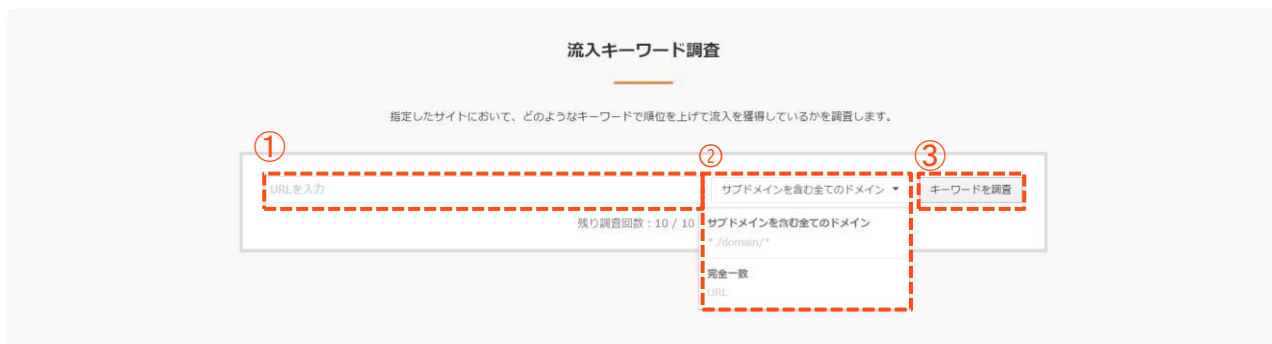 流入キーワード調査
指定したサイトにおいて、どのようなキーワードで順位を上げて流入を獲得しているかを調査します。
①
②
③
URLを入力
サブドメインを含む全てのドメイン
キーワードを調査
残り調査回数：10 / 10
サブドメインを含む全てのドメイン
*./domain/*
完全一致
URL